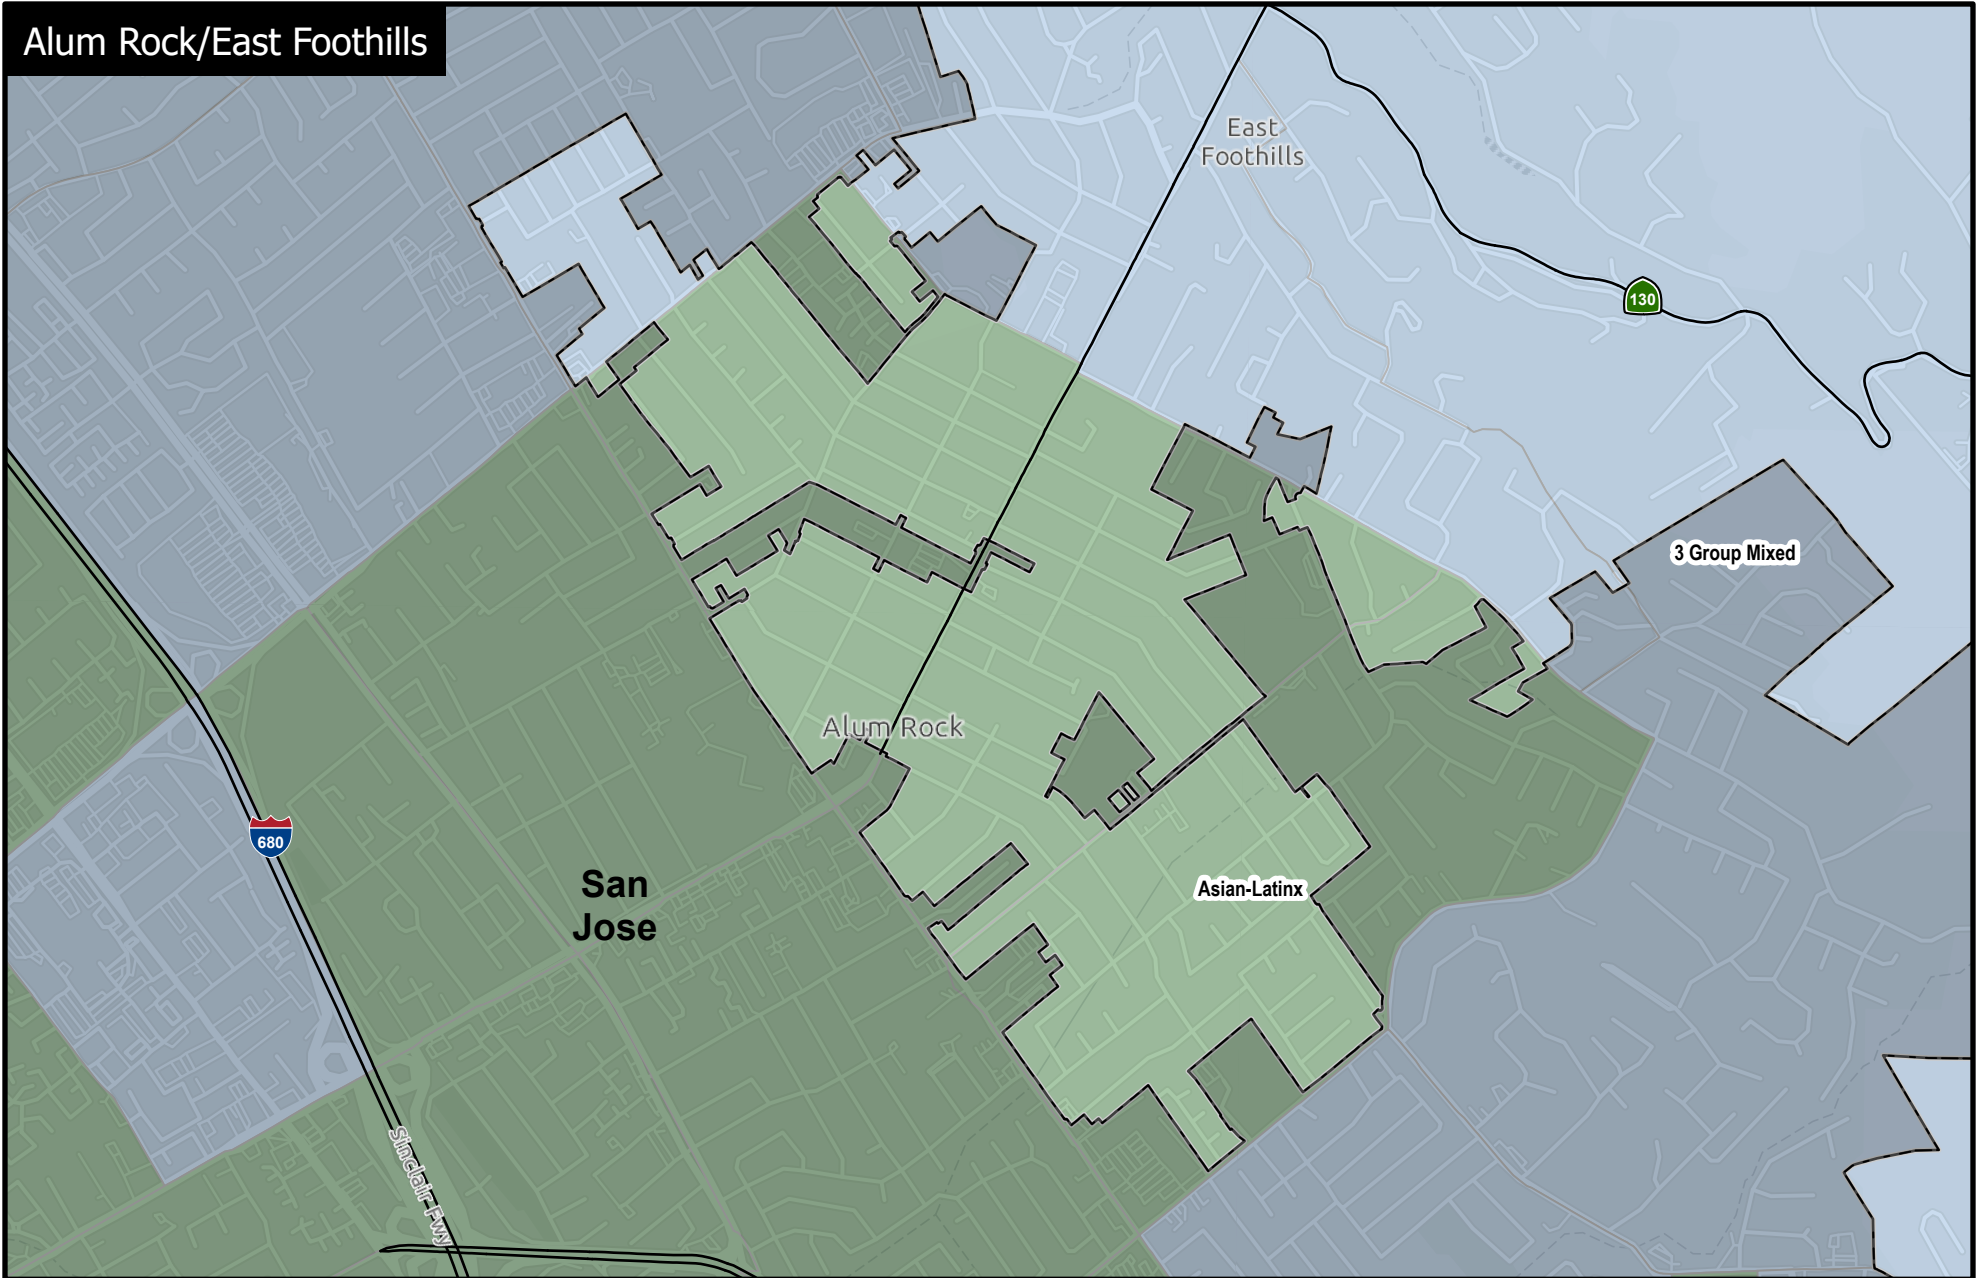 Alum Rock/East Foothills
East
Foothills
130
3 Group Mixed
Alum Rock
680
San
Jose
Asian-Latinx
Sinclair Fwy